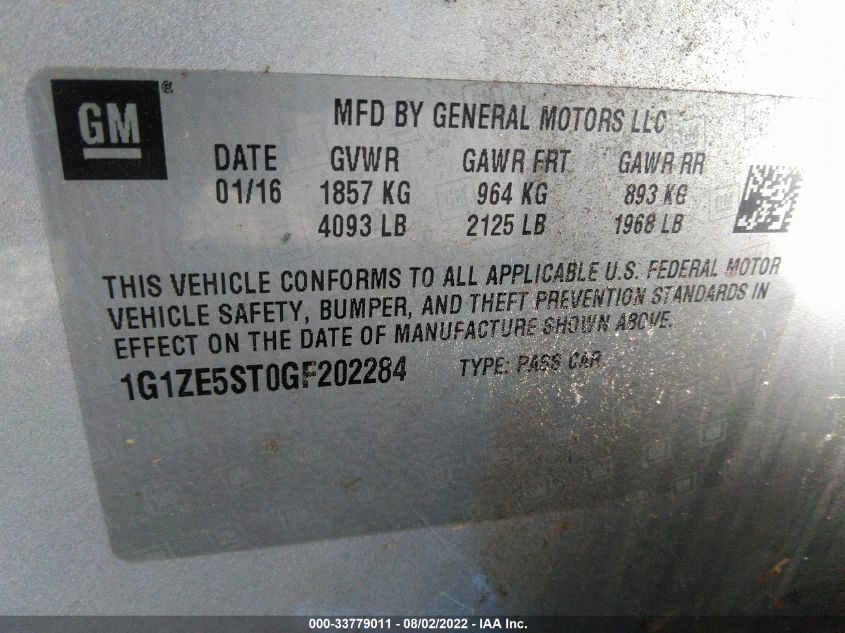 GM®
MFD BY GENERAL MOTORS LLC
DATE GVWR GAWR FRT GAWR RR
01/16 1857 KG 964 KG 893 KG
4093 LB 2125 LB 1968 LB
THIS VEHICLE CONFORMS TO ALL APPLICABLE U.S. FEDERAL MOTOR
VEHICLE SAFETY, BUMPER, AND THEFT PREVENTION STANDARDS IN
EFFECT ON THE DATE OF MANUFACTURE SHOWN ABOVE.
1G1ZE5ST0GF202284 TYPE: PASS CAR
000-33779011 - 08/02/2022 - IAA Inc.